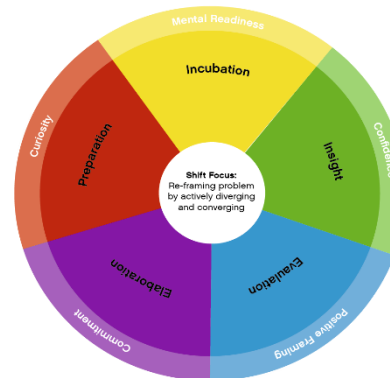 Mental Readiness
Incubation
Confidence
Insight
Positive Framing
Evaulation
Commitment
Elaboration
Curiosity
Preparation
Shift Focus:
Re-framing problem
by actively diverging
and converging